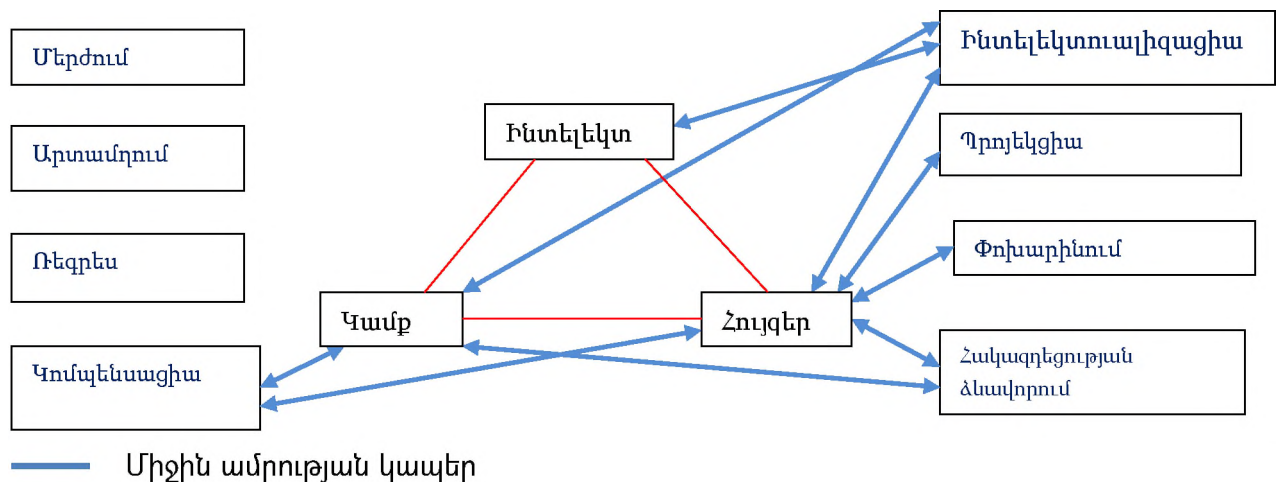 Մերժում
Արտամղում
Ռեգրես
Կոմպենսացիա
Ինտելեկտ
Կամք
Հույզեր
Ինտելեկտուալիզացիա
Պրոյեկցիա
Փոխարինում
Հակազդեցության
ձևավորում
Միջին ամրության կապեր